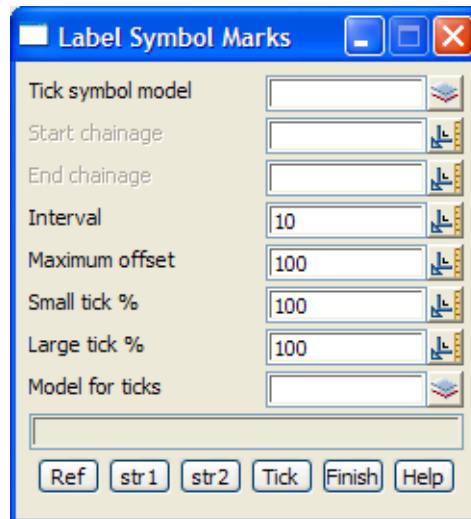 Label Symbol Marks
Tick symbol model
Start chainage
End chainage
Interval 10
Maximum offset 100
Small tick % 100
Large tick % 100
Model for ticks
Ref str1 str2 Tick Finish Help